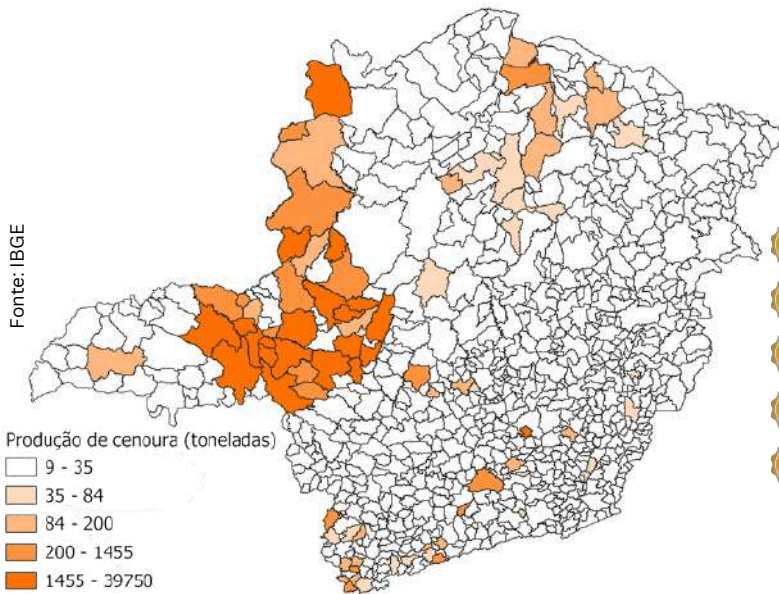 Fonte: IBGE
Produção de cenoura (toneladas)
9 - 35
35 - 84
84 - 200
200 - 1455
1455 - 39750